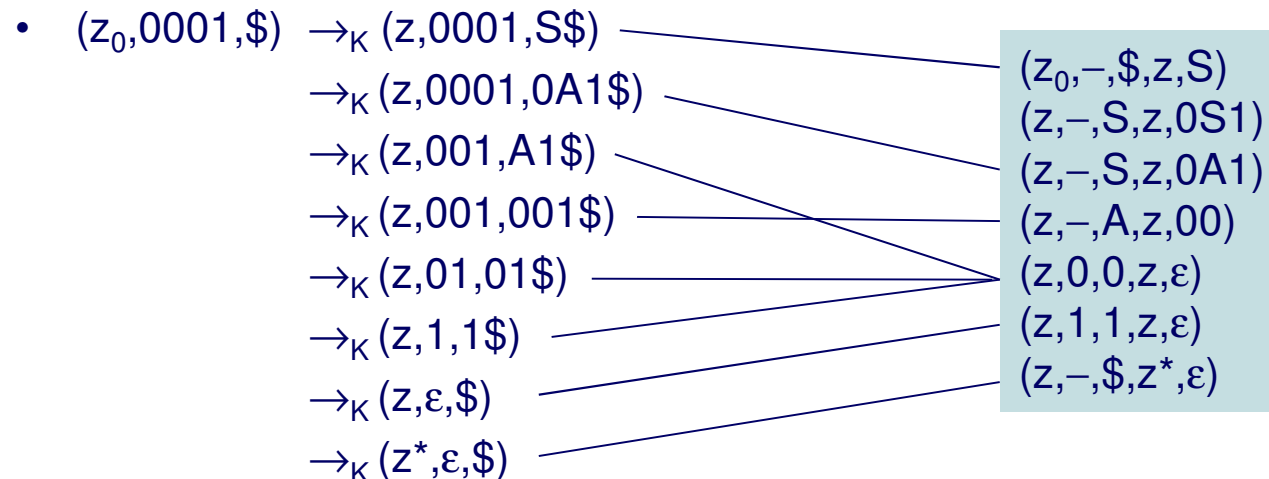 • (z₀,0001,$) →K (z,0001,S$)
→K (z,0001,0A1$)
→K (z,001,A1$)
→K (z,001,001$)
→K (z,01,01$)
→K (z,1,1$)
→K (z,ε,$)
→K (z*,ε,$)
(z₀,–,$,z,S)
(z,–,S,z,0S1)
(z,–,S,z,0A1)
(z,–,A,z,00)
(z,0,0,z,ε)
(z,1,1,z,ε)
(z,–,$,z*,ε)